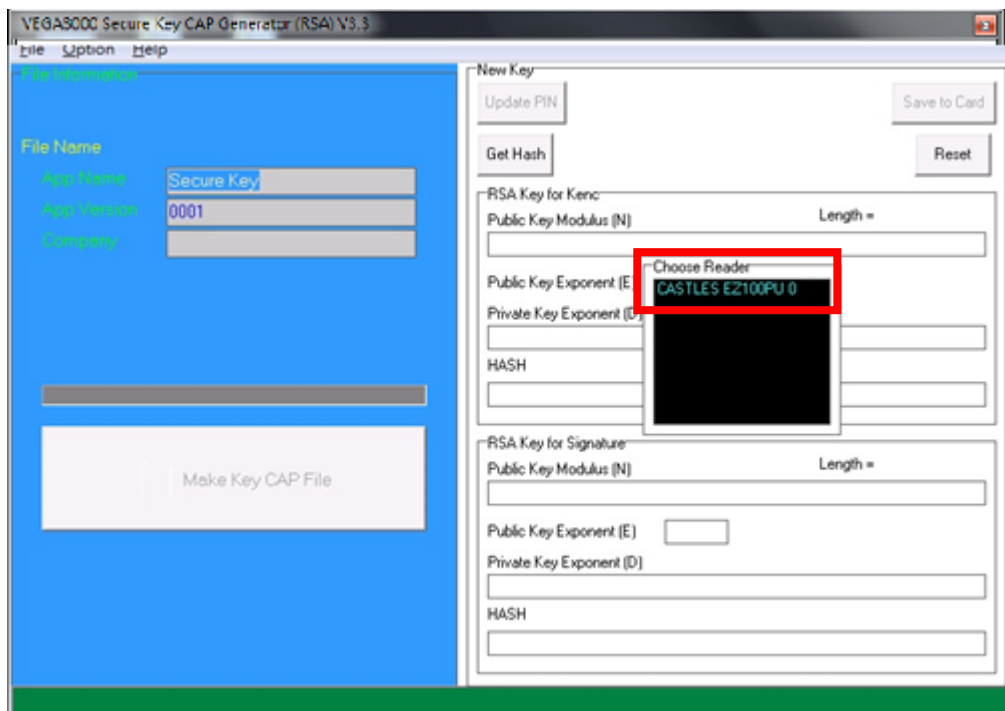 VEGA3000 Secure Key CAP Generator (RSA) V3.3
File Option Help
File Information
File Name
App Name Secure Key
App Version 0001
Company
Make Key CAP File
New Key
Update PIN Save to Card
Get Hash Reset
RSA Key for Kenc
Public Key Modulus (N) Length =
Public Key Exponent (E)
Private Key Exponent (D)
HASH
Choose Reader
CASTLES EZ100PU 0
RSA Key for Signature
Public Key Modulus (N) Length =
Public Key Exponent (E)
Private Key Exponent (D)
HASH